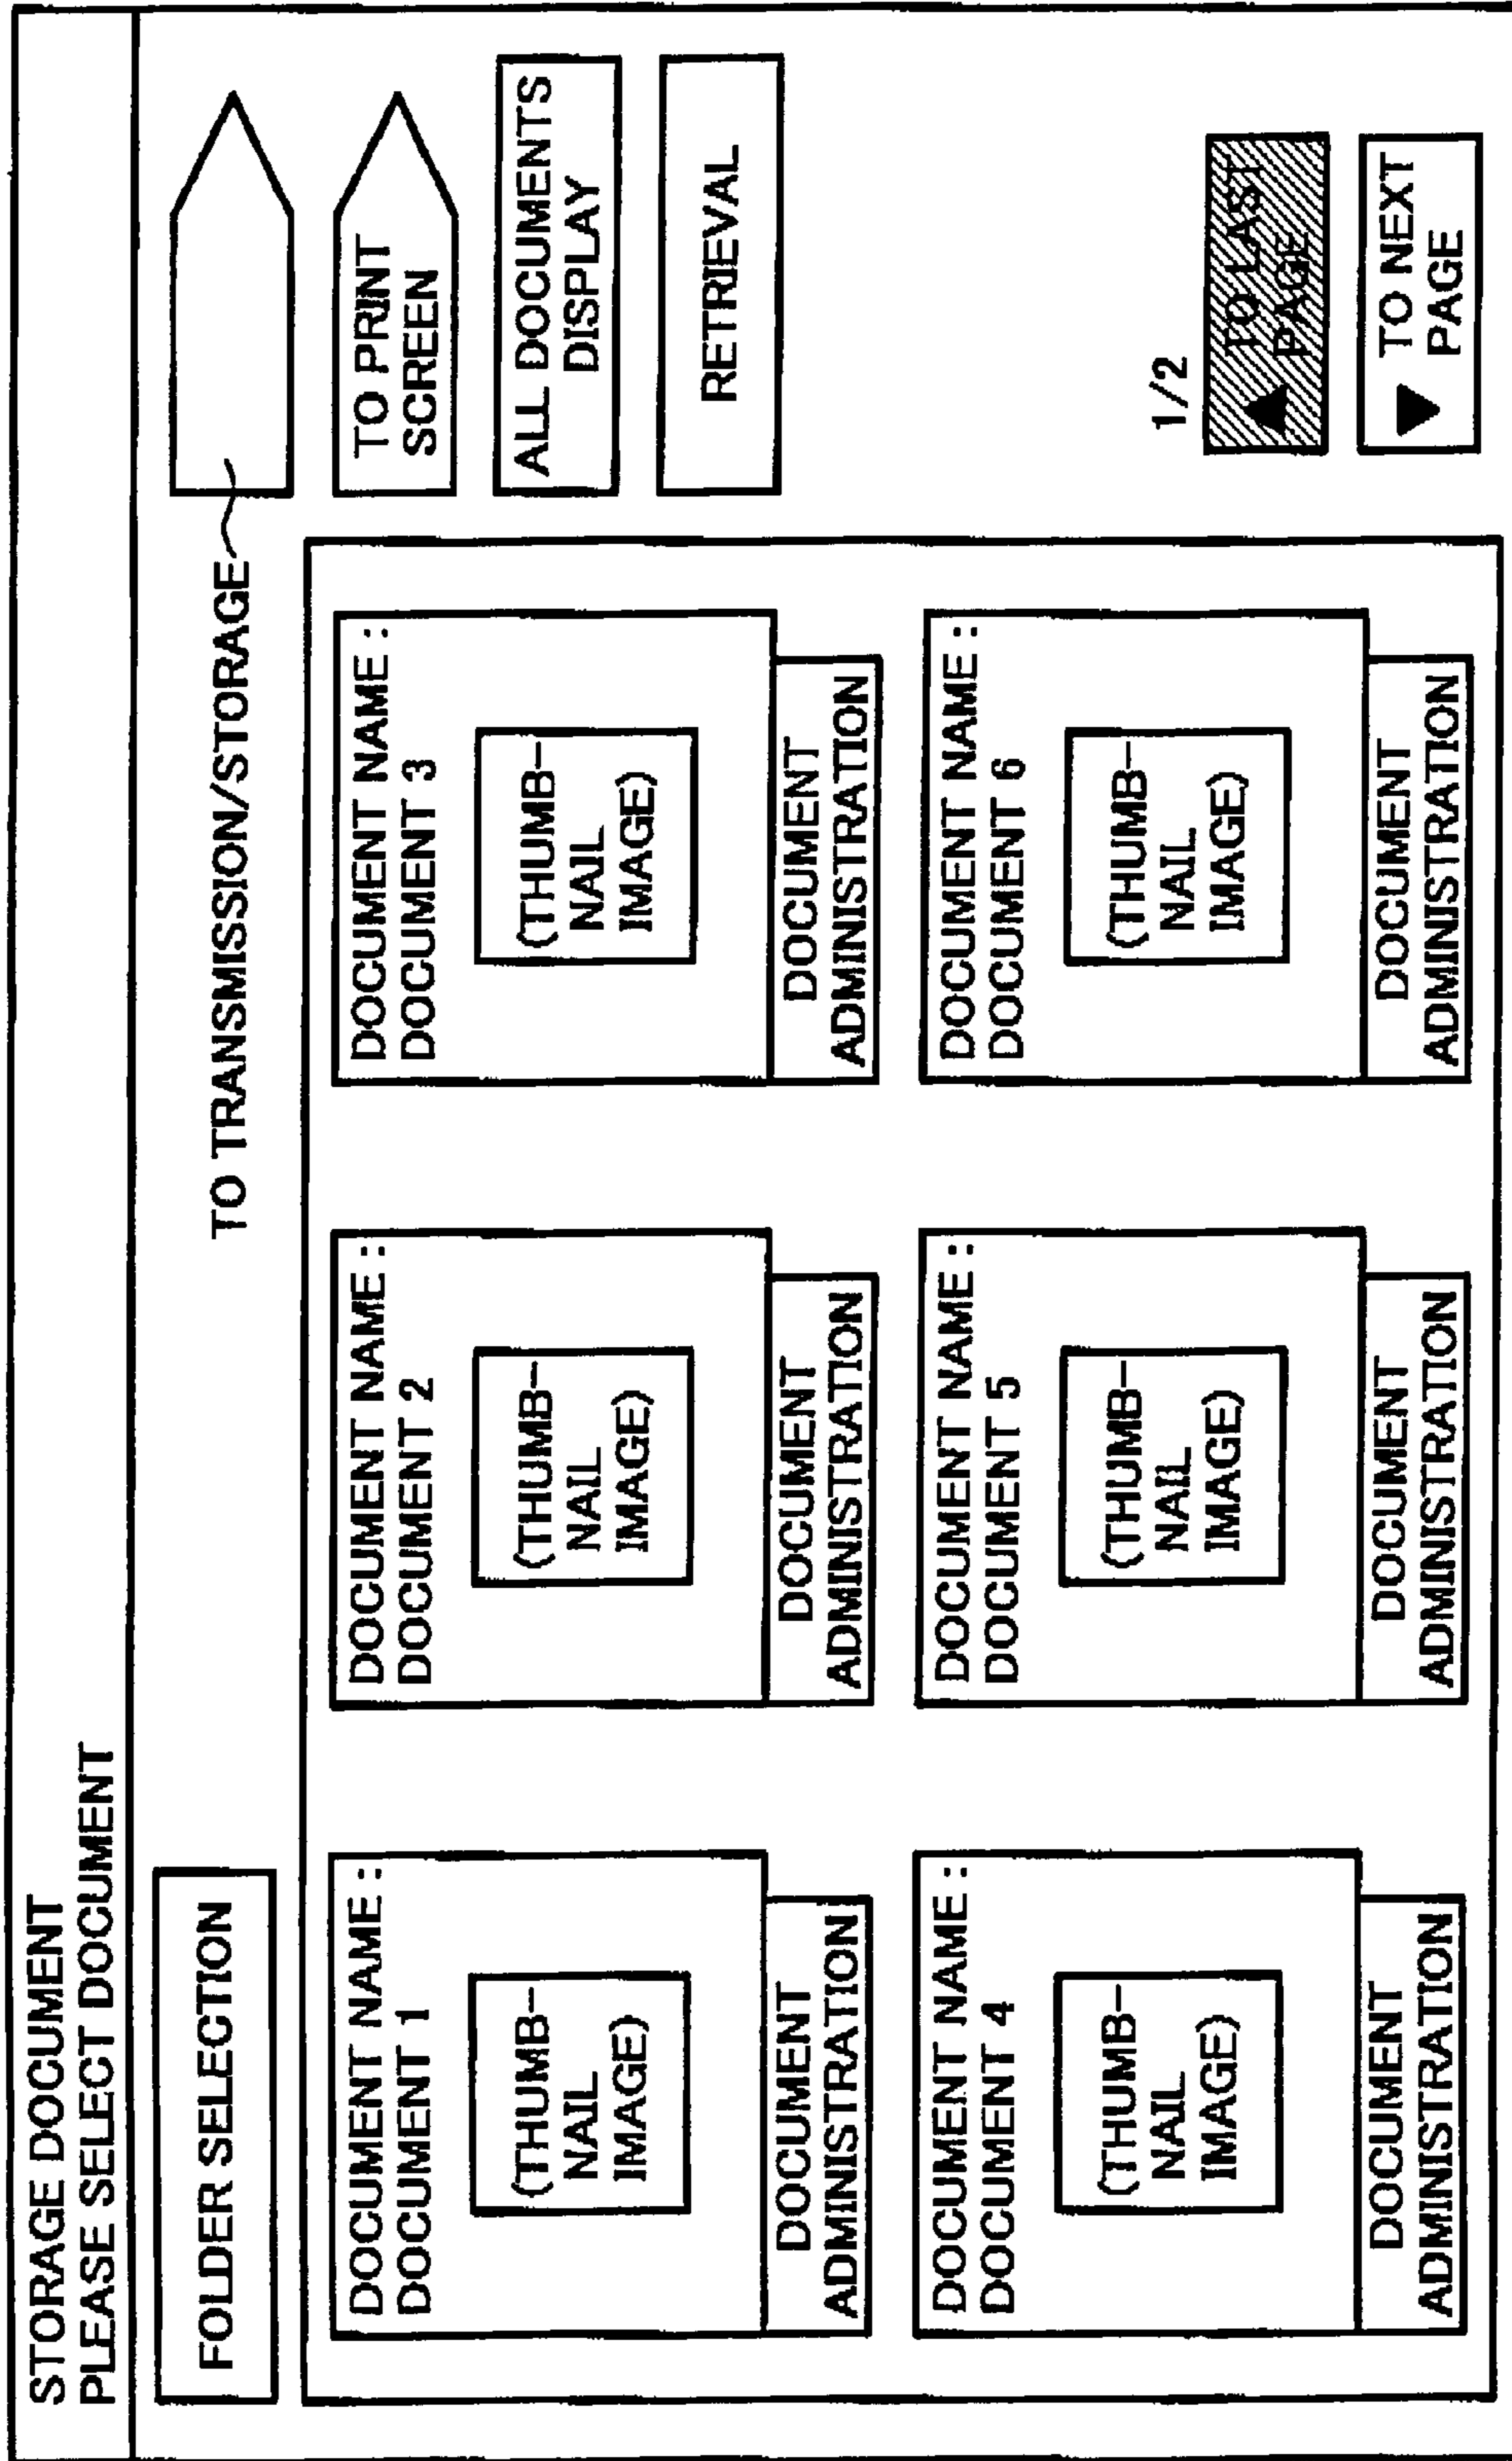 STORAGE DOCUMENT
PLEASE SELECT DOCUMENT
FOLDER SELECTION
TO TRANSMISSION/STORAGE
TO PRINT
SCREEN
ALL DOCUMENTS
DISPLAY
RETRIEVAL
DOCUMENT NAME :
DOCUMENT 1
(THUMB-
NAIL
IMAGE)
DOCUMENT
ADMINISTRATION
DOCUMENT NAME :
DOCUMENT 2
(THUMB-
NAIL
IMAGE)
DOCUMENT
ADMINISTRATION
DOCUMENT NAME :
DOCUMENT 3
(THUMB-
NAIL
IMAGE)
DOCUMENT
ADMINISTRATION
DOCUMENT NAME :
DOCUMENT 4
(THUMB-
NAIL
IMAGE)
DOCUMENT
ADMINISTRATION
DOCUMENT NAME :
DOCUMENT 5
(THUMB-
NAIL
IMAGE)
DOCUMENT
ADMINISTRATION
DOCUMENT NAME :
DOCUMENT 6
(THUMB-
NAIL
IMAGE)
DOCUMENT
ADMINISTRATION
1/2
▲ TO LAST
PAGE
▼ TO NEXT
PAGE